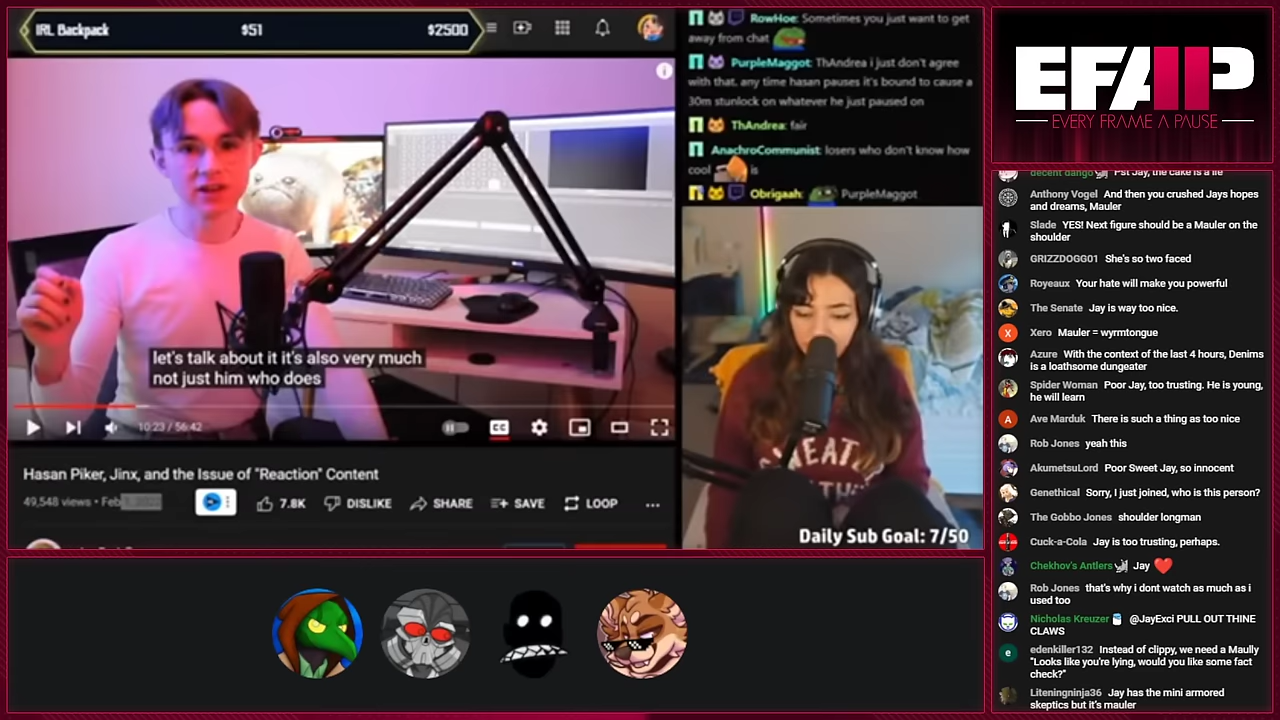 IRL Backpack
$51
$2500
let's talk about it it's also very much
not just him who does
10:23 / 56:42
CC
Hasan Piker, Jinx, and the Issue of "Reaction" Content
49,548 views • Feb
7.8K
DISLIKE
SHARE
SAVE
LOOP
RowHoe: Sometimes you just want to get
away from chat
PurpleMaggot: ThAndrea i just don't agree
with that. any time hasan pauses it's bound to cause a
30m stunlock on whatever he just paused on
ThAndrea: fair
AnachroCommunist: losers who don't know how
cool is
Obrigaah: PurpleMaggot
Daily Sub Goal: 7/50
EFAP
EVERY FRAME A PAUSE
decent dango Pst Jay, the cake is a lie
Anthony Vogel And then you crushed Jays hopes
and dreams, Mauler
Slade YES! Next figure should be a Mauler on the
shoulder
GRIZZDOGG01 She's so two faced
Royeaux Your hate will make you powerful
The Senate Jay is way too nice.
X
Xero Mauler = wyrmtongue
Azure With the context of the last 4 hours, Denims
is a loathsome dungeater
Spider Woman Poor Jay, too trusting. He is young,
he will learn
A
Ave Marduk There is such a thing as too nice
Rob Jones yeah this
AkumetsuLord Poor Sweet Jay, so innocent
Genethical Sorry, I just joined, who is this person?
The Gobbo Jones shoulder longman
Cuck-a-Cola Jay is too trusting, perhaps.
Chekhov's Antlers Jay
Rob Jones that's why i dont watch as much as i
used too
Nicholas Kreuzer @JayExci PULL OUT THINE
CLAWS
e
edenkiller132 Instead of clippy, we need a Maully
"Looks like you're lying, would you like some fact
check?"
Liteningninja36 Jay has the mini armored
skeptics but it's mauler